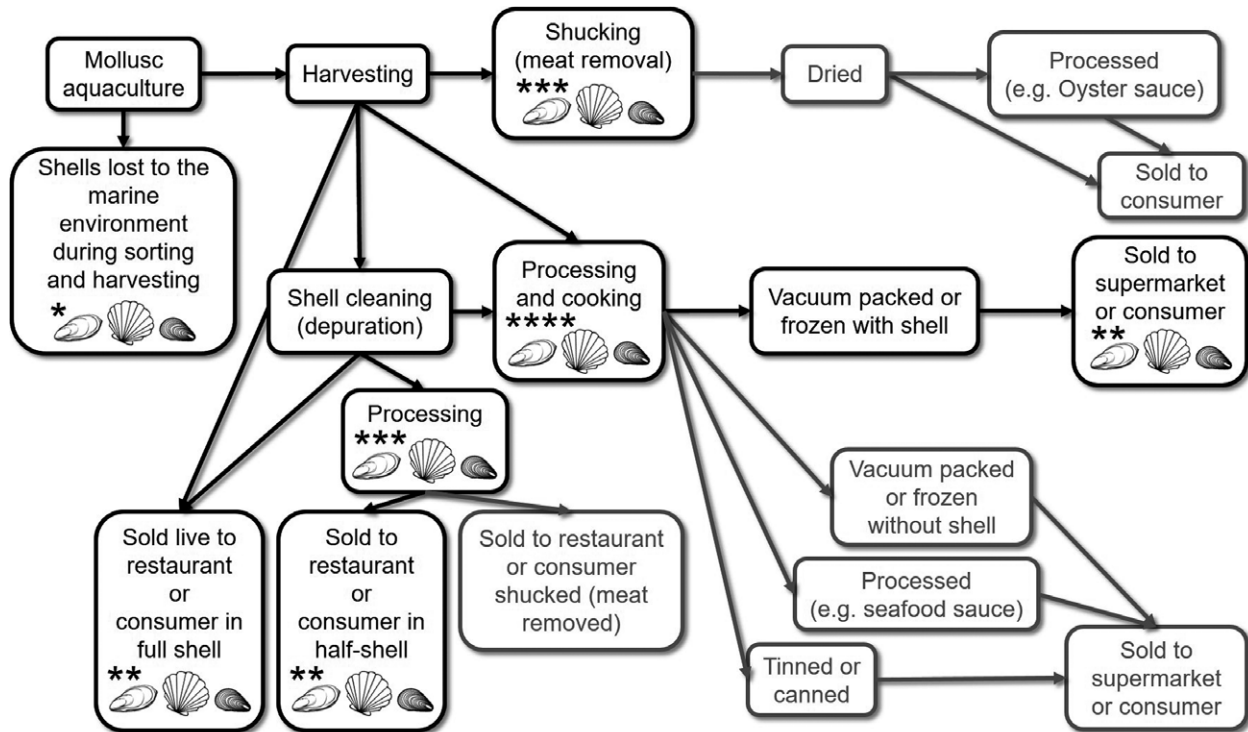 Mollusc
aquaculture
Harvesting
Shucking
(meat removal)
***
Dried
Processed
(e.g. Oyster sauce)
Sold to
consumer
Shells lost to the
marine
environment
during sorting
and harvesting
*
Shell cleaning
(depuration)
Processing
and cooking
****
Vacuum packed or
frozen with shell
Sold to
supermarket
or consumer
**
Processing
***
Sold live to
restaurant
or
consumer in
full shell
**
Sold to
restaurant
or
consumer in
half-shell
**
Sold to restaurant
or consumer
shucked (meat
removed)
Vacuum packed
or frozen
without shell
Processed
(e.g. seafood sauce)
Tinned or
canned
Sold to
supermarket
or consumer